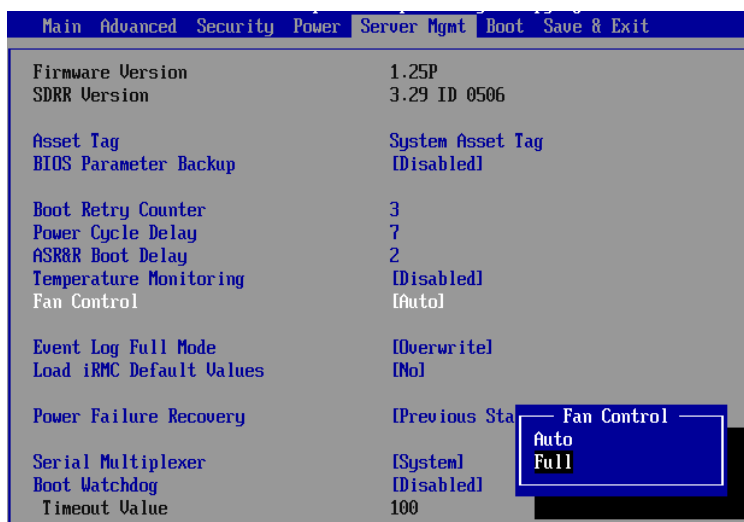 Main Advanced Security Power Server Mgmt Boot Save & Exit
Firmware Version 1.25P
SDRR Version 3.29 ID 0506
Asset Tag System Asset Tag
BIOS Parameter Backup [Disabled]
Boot Retry Counter 3
Power Cycle Delay 7
ASR&R Boot Delay 2
Temperature Monitoring [Disabled]
Fan Control [Auto]
Event Log Full Mode [Overwrite]
Load iRMC Default Values [No]
Power Failure Recovery [Previous Sta
Fan Control
Auto
Full
Serial Multiplexer [System]
Boot Watchdog [Disabled]
Timeout Value 100